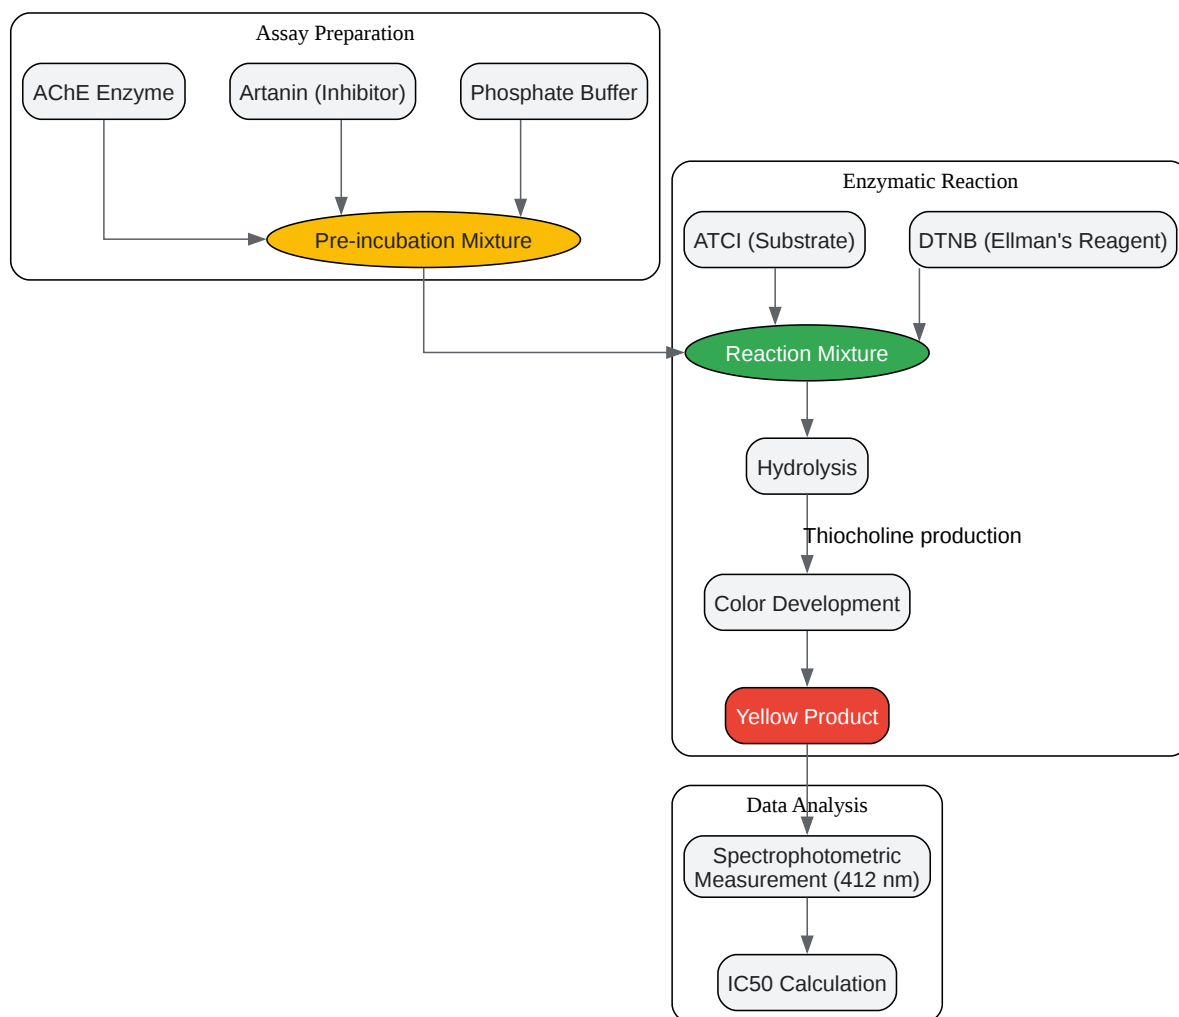 Assay Preparation
AChE Enzyme
Artanin (Inhibitor)
Phosphate Buffer
Pre-incubation Mixture
Enzymatic Reaction
ATCI (Substrate)
DTNB (Ellman's Reagent)
Reaction Mixture
Hydrolysis
Thiocholine production
Color Development
Yellow Product
Data Analysis
Spectrophotometric
Measurement (412 nm)
IC50 Calculation